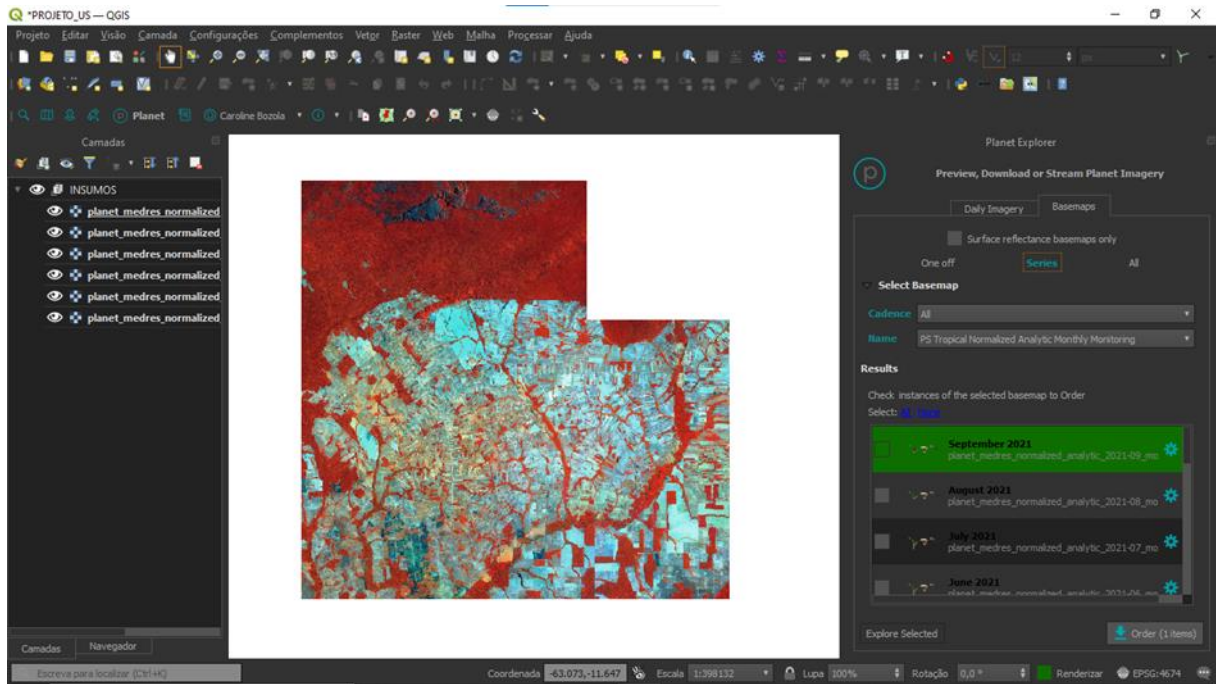 *PROJETO_US — QGIS
Projeto Editar Visão Camada Configurações Complementos Vetor Raster Web Malha Processar Ajuda
Planet Caroline Bozola
Camadas
INSUMOS
planet_medres_normalized
planet_medres_normalized
planet_medres_normalized
planet_medres_normalized
planet_medres_normalized
planet_medres_normalized
Camadas Navegador
Planet Explorer
Preview, Download or Stream Planet Imagery
Daily Imagery Basemaps
Surface reflectance basemaps only
One off Series All
Select Basemap
Cadence All
Name PS Tropical Normalized Analytic Monthly Monitoring
Results
Check instances of the selected basemap to Order
Select: All None
September 2021
planet_medres_normalized_analytic_2021-09_mo
August 2021
planet_medres_normalized_analytic_2021-08_mo
July 2021
planet_medres_normalized_analytic_2021-07_mo
June 2021
planet_medres_normalized_analytic_2021-06_mo
Explore Selected Order (1 items)
Escreva para localizar (Ctrl+K) Coordenada -63.073,-11.647 Escala 1:398132 Lupa 100% Rotação 0,0 ° Renderizar EPSG:4674